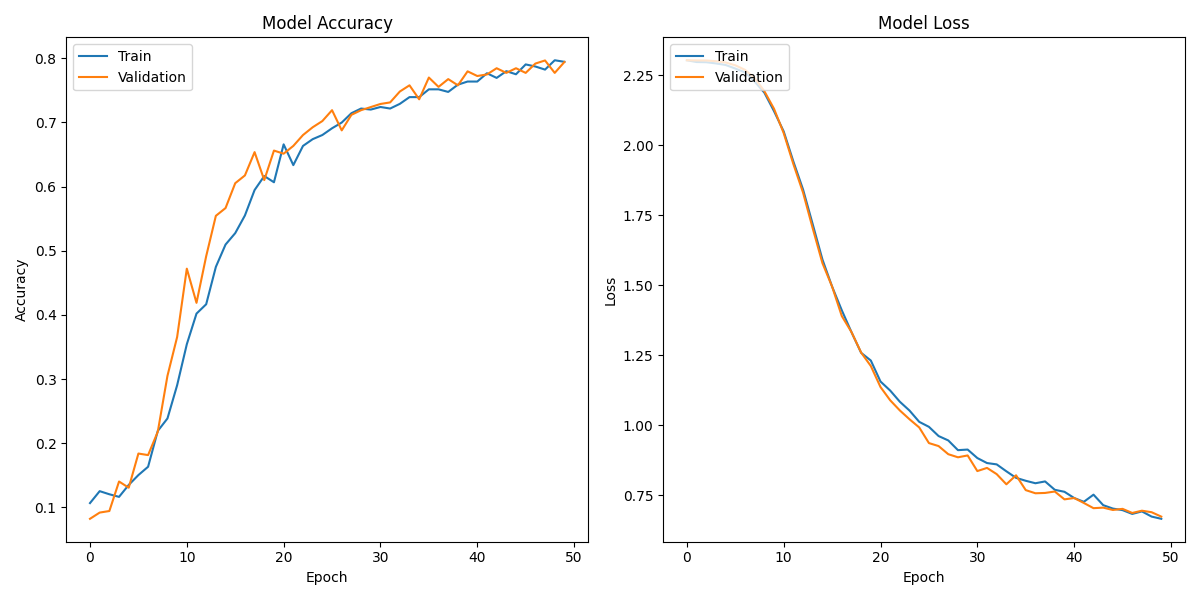 Model Accuracy
Train
Validation
0.8
0.7
0.6
0.5
0.4
0.3
0.2
0.1
Accuracy
0 10 20 30 40 50
Epoch
Model Loss
Train
Validation
2.25
2.00
1.75
1.50
1.25
1.00
0.75
Loss
0 10 20 30 40 50
Epoch